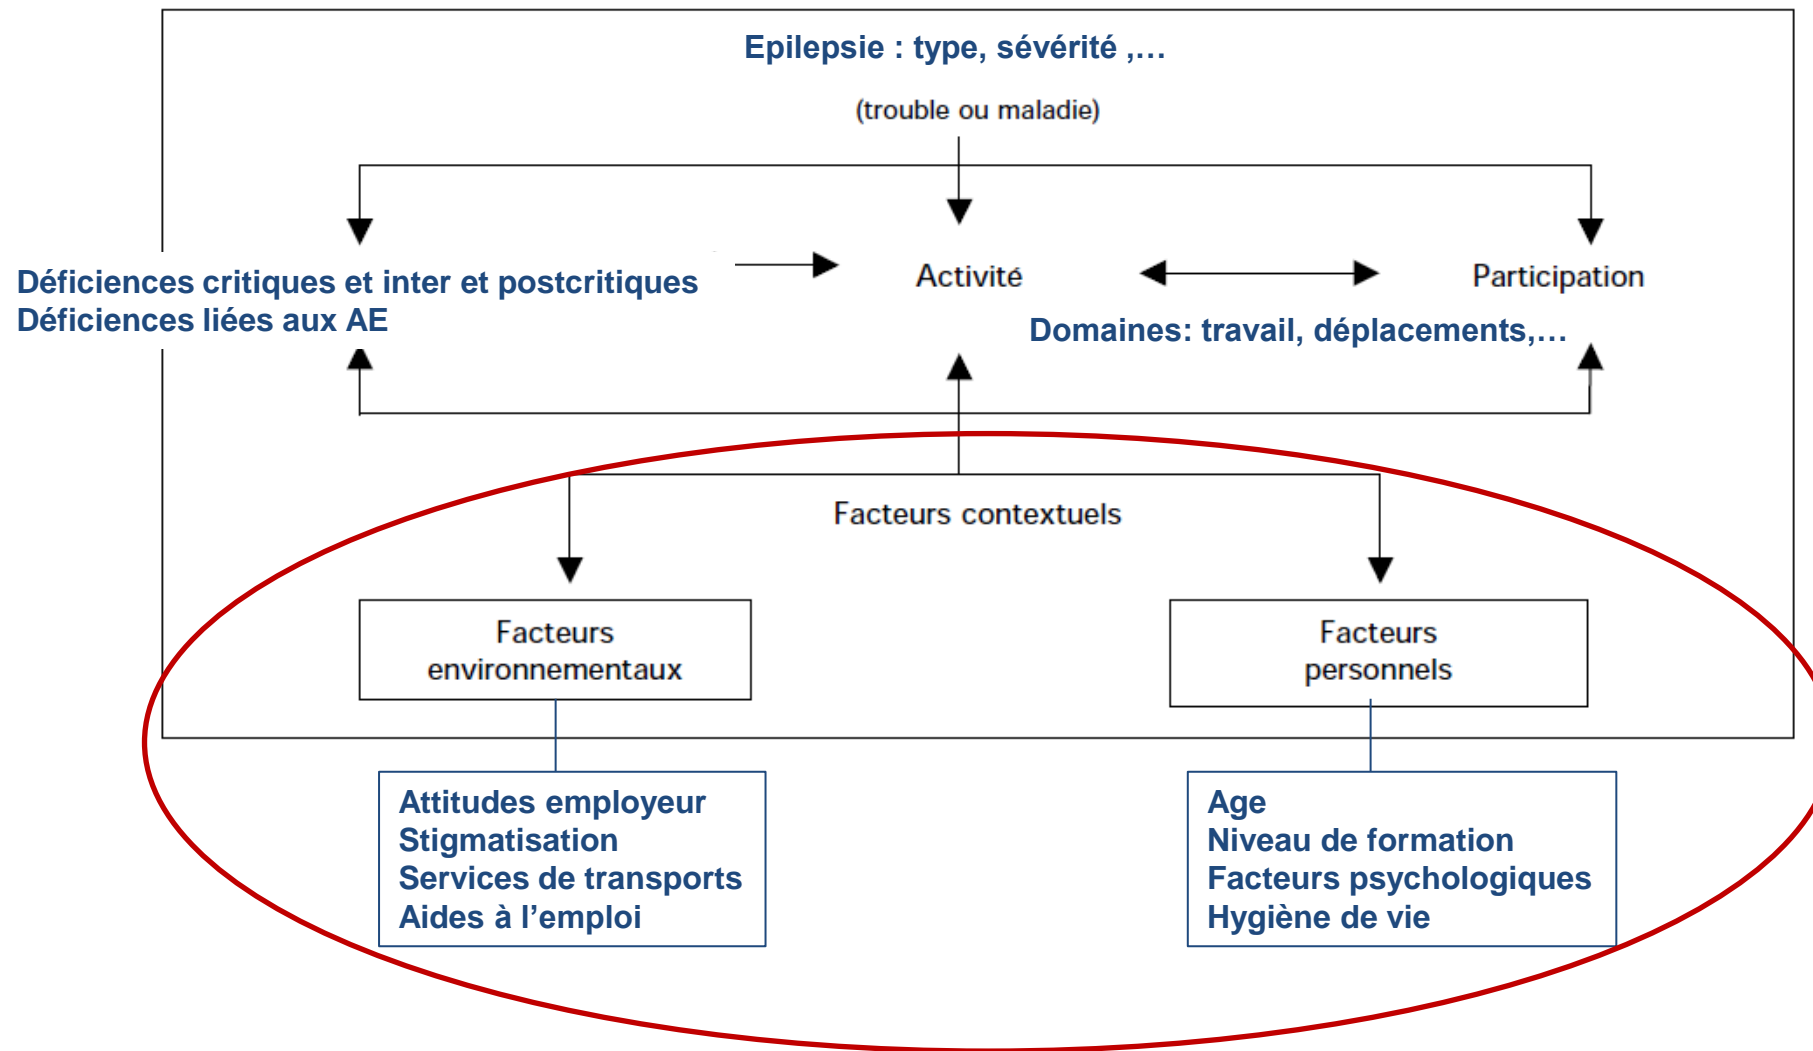 Epilepsie : type, sévérité ,…
(trouble ou maladie)
Déficiences critiques et inter et postcritiques
Déficiences liées aux AE
Activité
Participation
Domaines: travail, déplacements,…
Facteurs contextuels
Facteurs
environnementaux
Facteurs
personnels
Attitudes employeur
Stigmatisation
Services de transports
Aides à l’emploi
Age
Niveau de formation
Facteurs psychologiques
Hygiène de vie